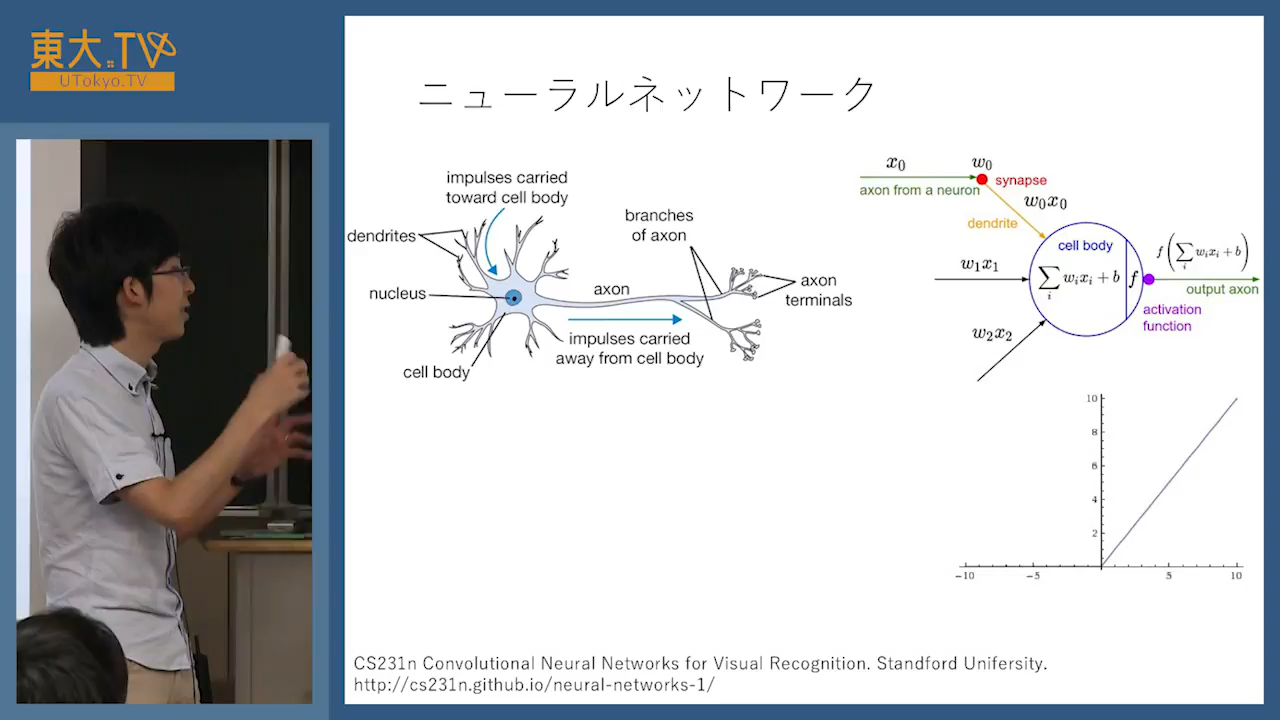 東大.TV
UTokyo.TV
ニューラルネットワーク
impulses carried
toward cell body
dendrites
nucleus
cell body
axon
impulses carried
away from cell body
branches
of axon
axon
terminals
x₀
w₀
axon from a neuron
synapse
w₀x₀
dendrite
cell body
w₁x₁
∑ᵢ wᵢxᵢ + b
f
f(∑ᵢ wᵢxᵢ + b)
output axon
activation
function
w₂x₂
10
8
6
4
2
-10
-5
5
10
CS231n Convolutional Neural Networks for Visual Recognition. Standford Unifersity.
http://cs231n.github.io/neural-networks-1/